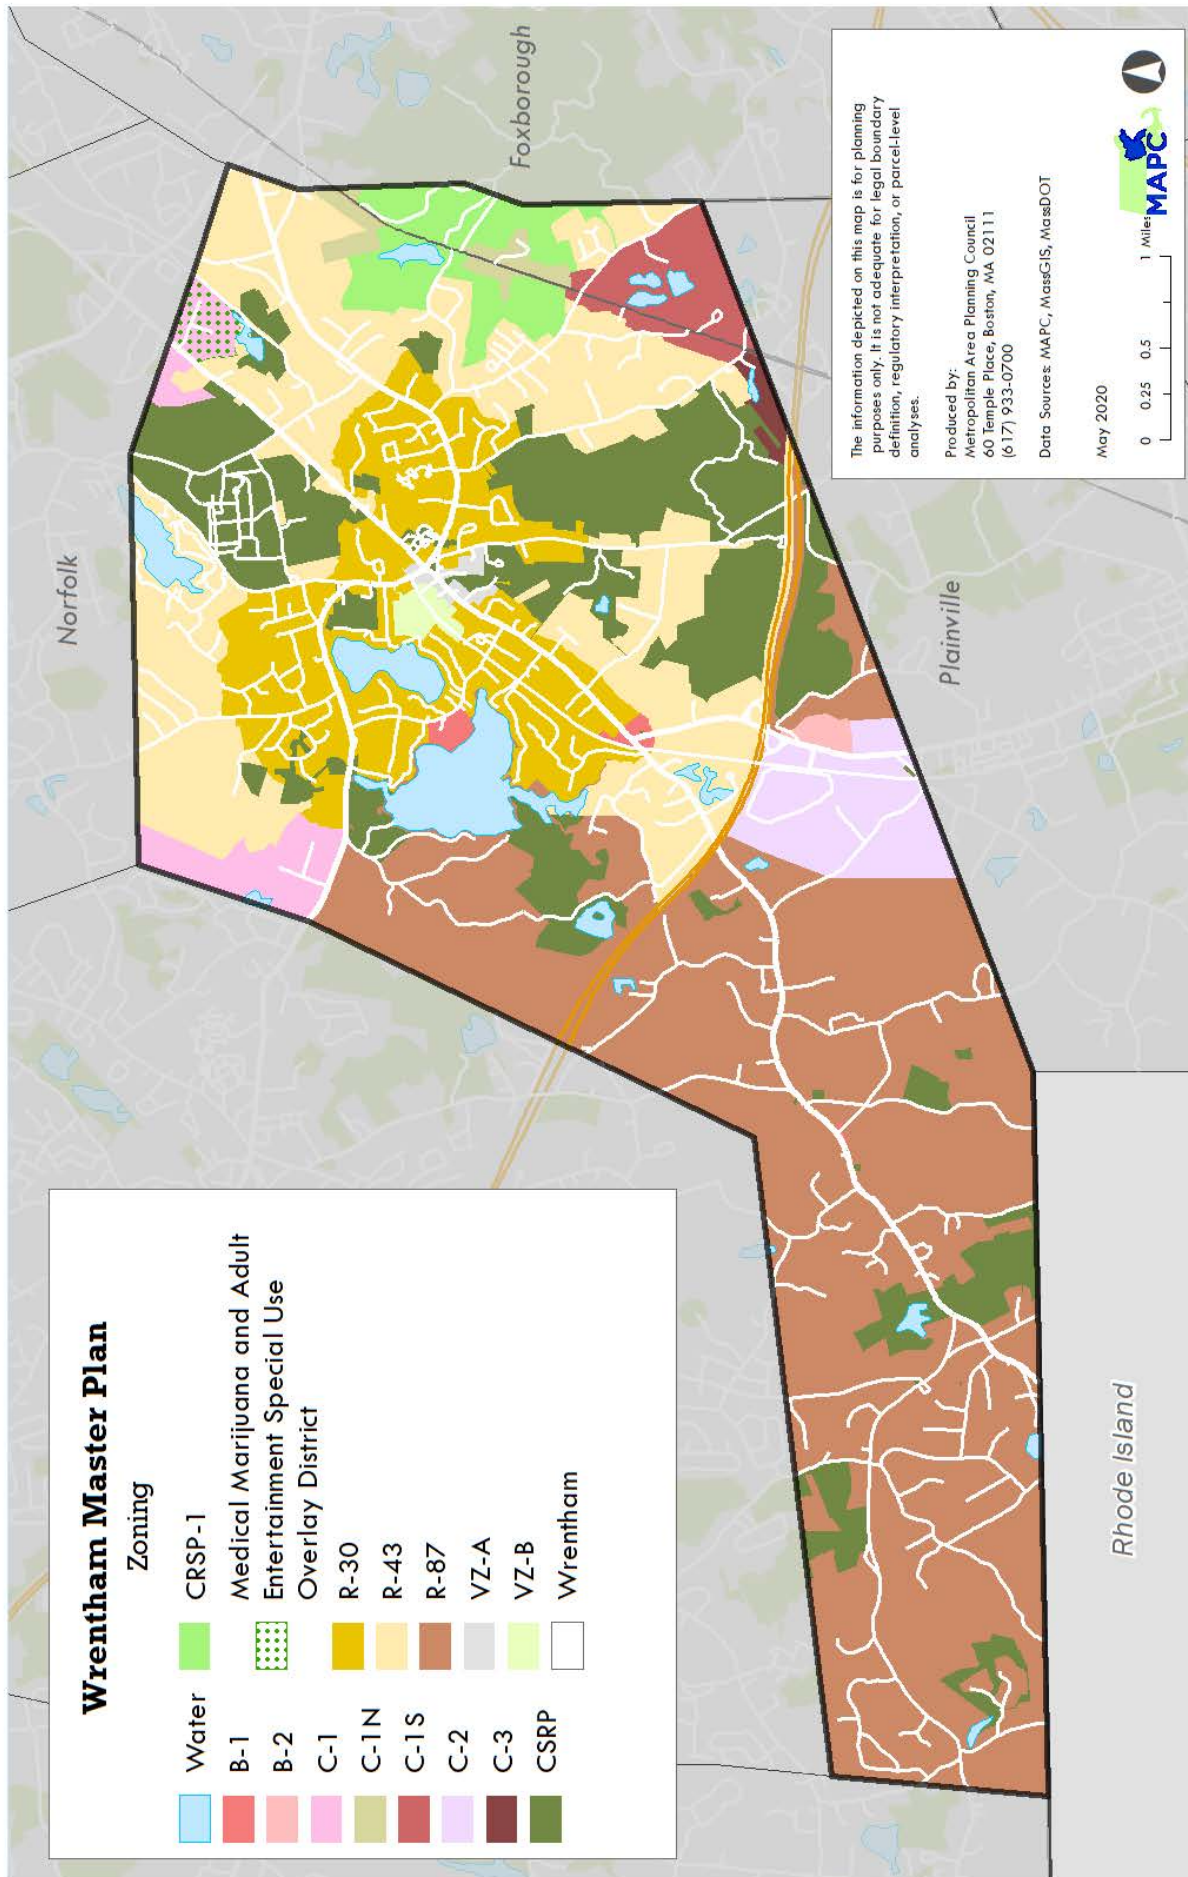 Wrentham Master Plan
Zoning
Water
B-1
B-2
C-1
C-1N
C-1S
C-2
C-3
CSRP
CRSP-1
Medical Marijuana and Adult
Entertainment Special Use
Overlay District
R-30
R-43
R-87
VZ-A
VZ-B
Wrentham
Norfolk
Foxborough
Plainville
Rhode Island
The information depicted on this map is for planning
purposes only. It is not adequate for legal boundary
definition, regulatory interpretation, or parcel-level
analyses.
Produced by:
Metropolitan Area Planning Council
60 Temple Place, Boston, MA 02111
(617) 933-0700
Data Sources: MAPC, MassGIS, MassDOT
May 2020
0 0.25 0.5 1 Miles
MAPC